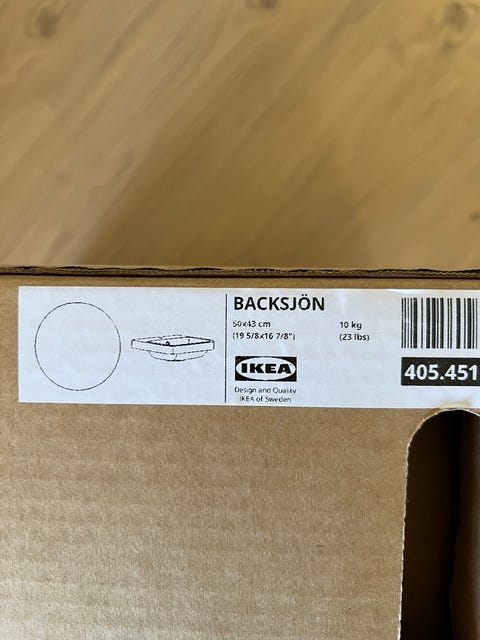 BACKSJÖN
50x43 cm
(19 5/8x16 7/8")
10 kg
(23 lbs)
IKEA
Design and Quality
IKEA of Sweden
405.451